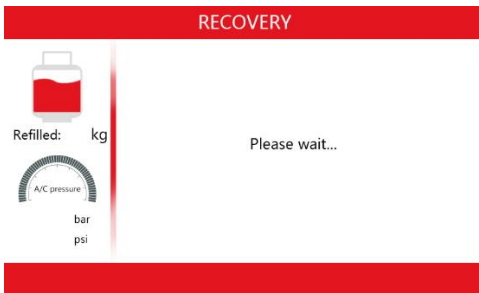 RECOVERY
Refilled: kg
A/C pressure
bar
psi
Please wait...